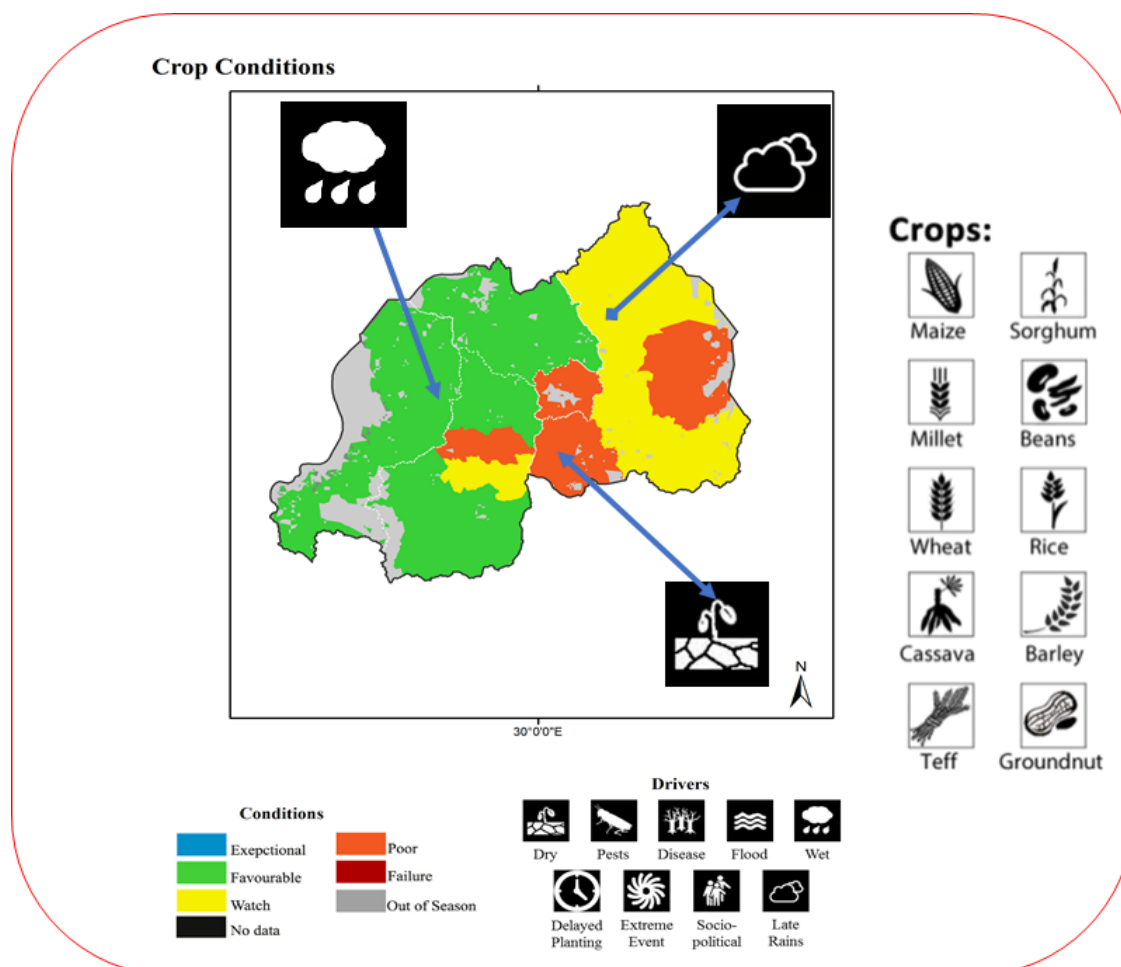 Crop Conditions
Crops:
Maize
Sorghum
Millet
Beans
Wheat
Rice
Cassava
Barley
Teff
Groundnut
N
30°0'0"E
Conditions
Exepctional
Poor
Favourable
Failure
Watch
Out of Season
No data
Drivers
Dry
Pests
Disease
Flood
Wet
Delayed
Planting
Extreme
Event
Socio-
political
Late
Rains